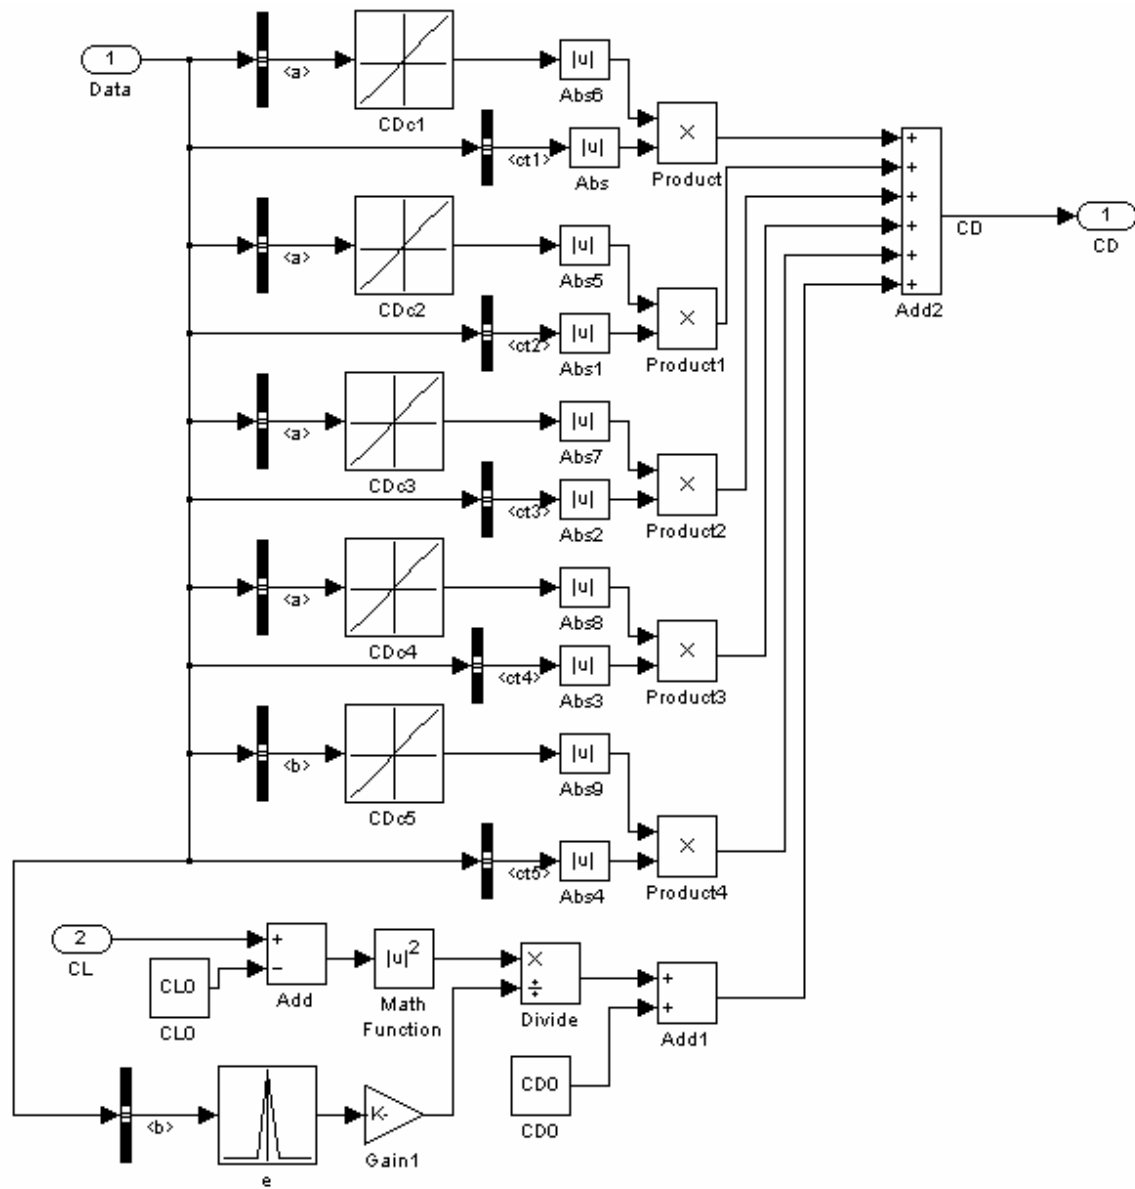 1
Data
<a>
CDc1
|u|
Abs6
<ct1>
|u|
Abs
×
Product
<a>
CDc2
|u|
Abs5
<ct2>
|u|
Abs1
×
Product1
+
+
+
+
+
+
Add2
CD
1
CD
<a>
CDc3
|u|
Abs7
<ct3>
|u|
Abs2
×
Product2
<a>
CDc4
|u|
Abs8
<ct4>
|u|
Abs3
×
Product3
<b>
CDc5
|u|
Abs9
<ct5>
|u|
Abs4
×
Product4
2
CL
CL0
CL0
+
−
Add
|u|²
Math
Function
×
÷
Divide
+
+
Add1
CD0
CD0
<b>
e
K-
Gain1